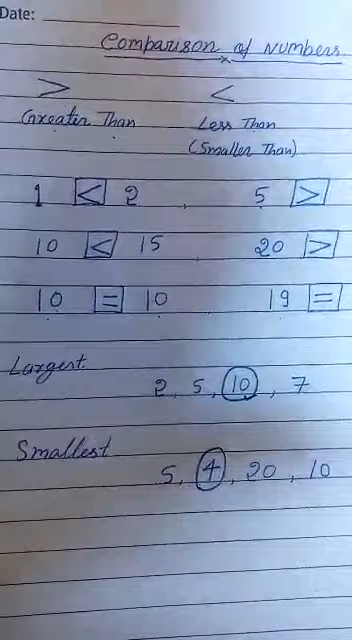 Date:
Comparison of Numbers
> <
Greater Than Less Than
(Smaller Than)
1 < 2 , 5 >
10 < 15 , 20 >
10 = 10 , 19 =
Largest
2, 5, 10, 7
Smallest
5, 4, 20, 10